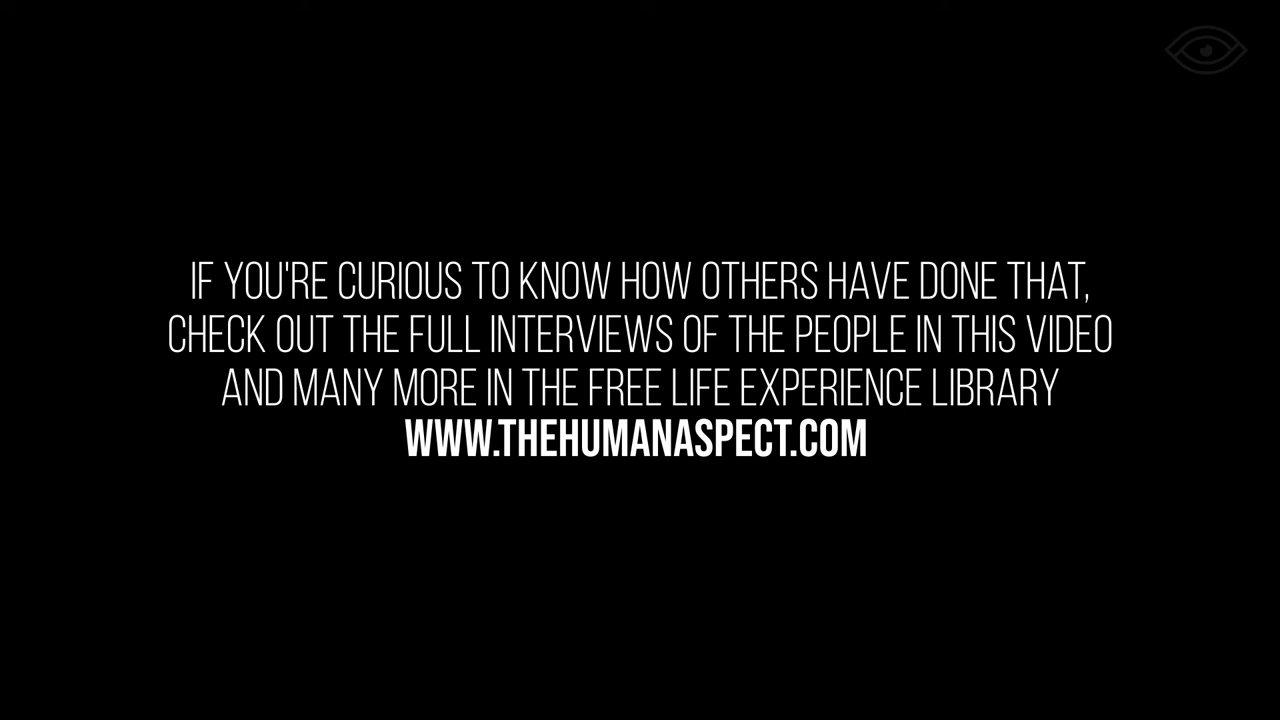 IF YOU'RE CURIOUS TO KNOW HOW OTHERS HAVE DONE THAT,
CHECK OUT THE FULL INTERVIEWS OF THE PEOPLE IN THIS VIDEO
AND MANY MORE IN THE FREE LIFE EXPERIENCE LIBRARY
WWW.THEHUMANASPECT.COM